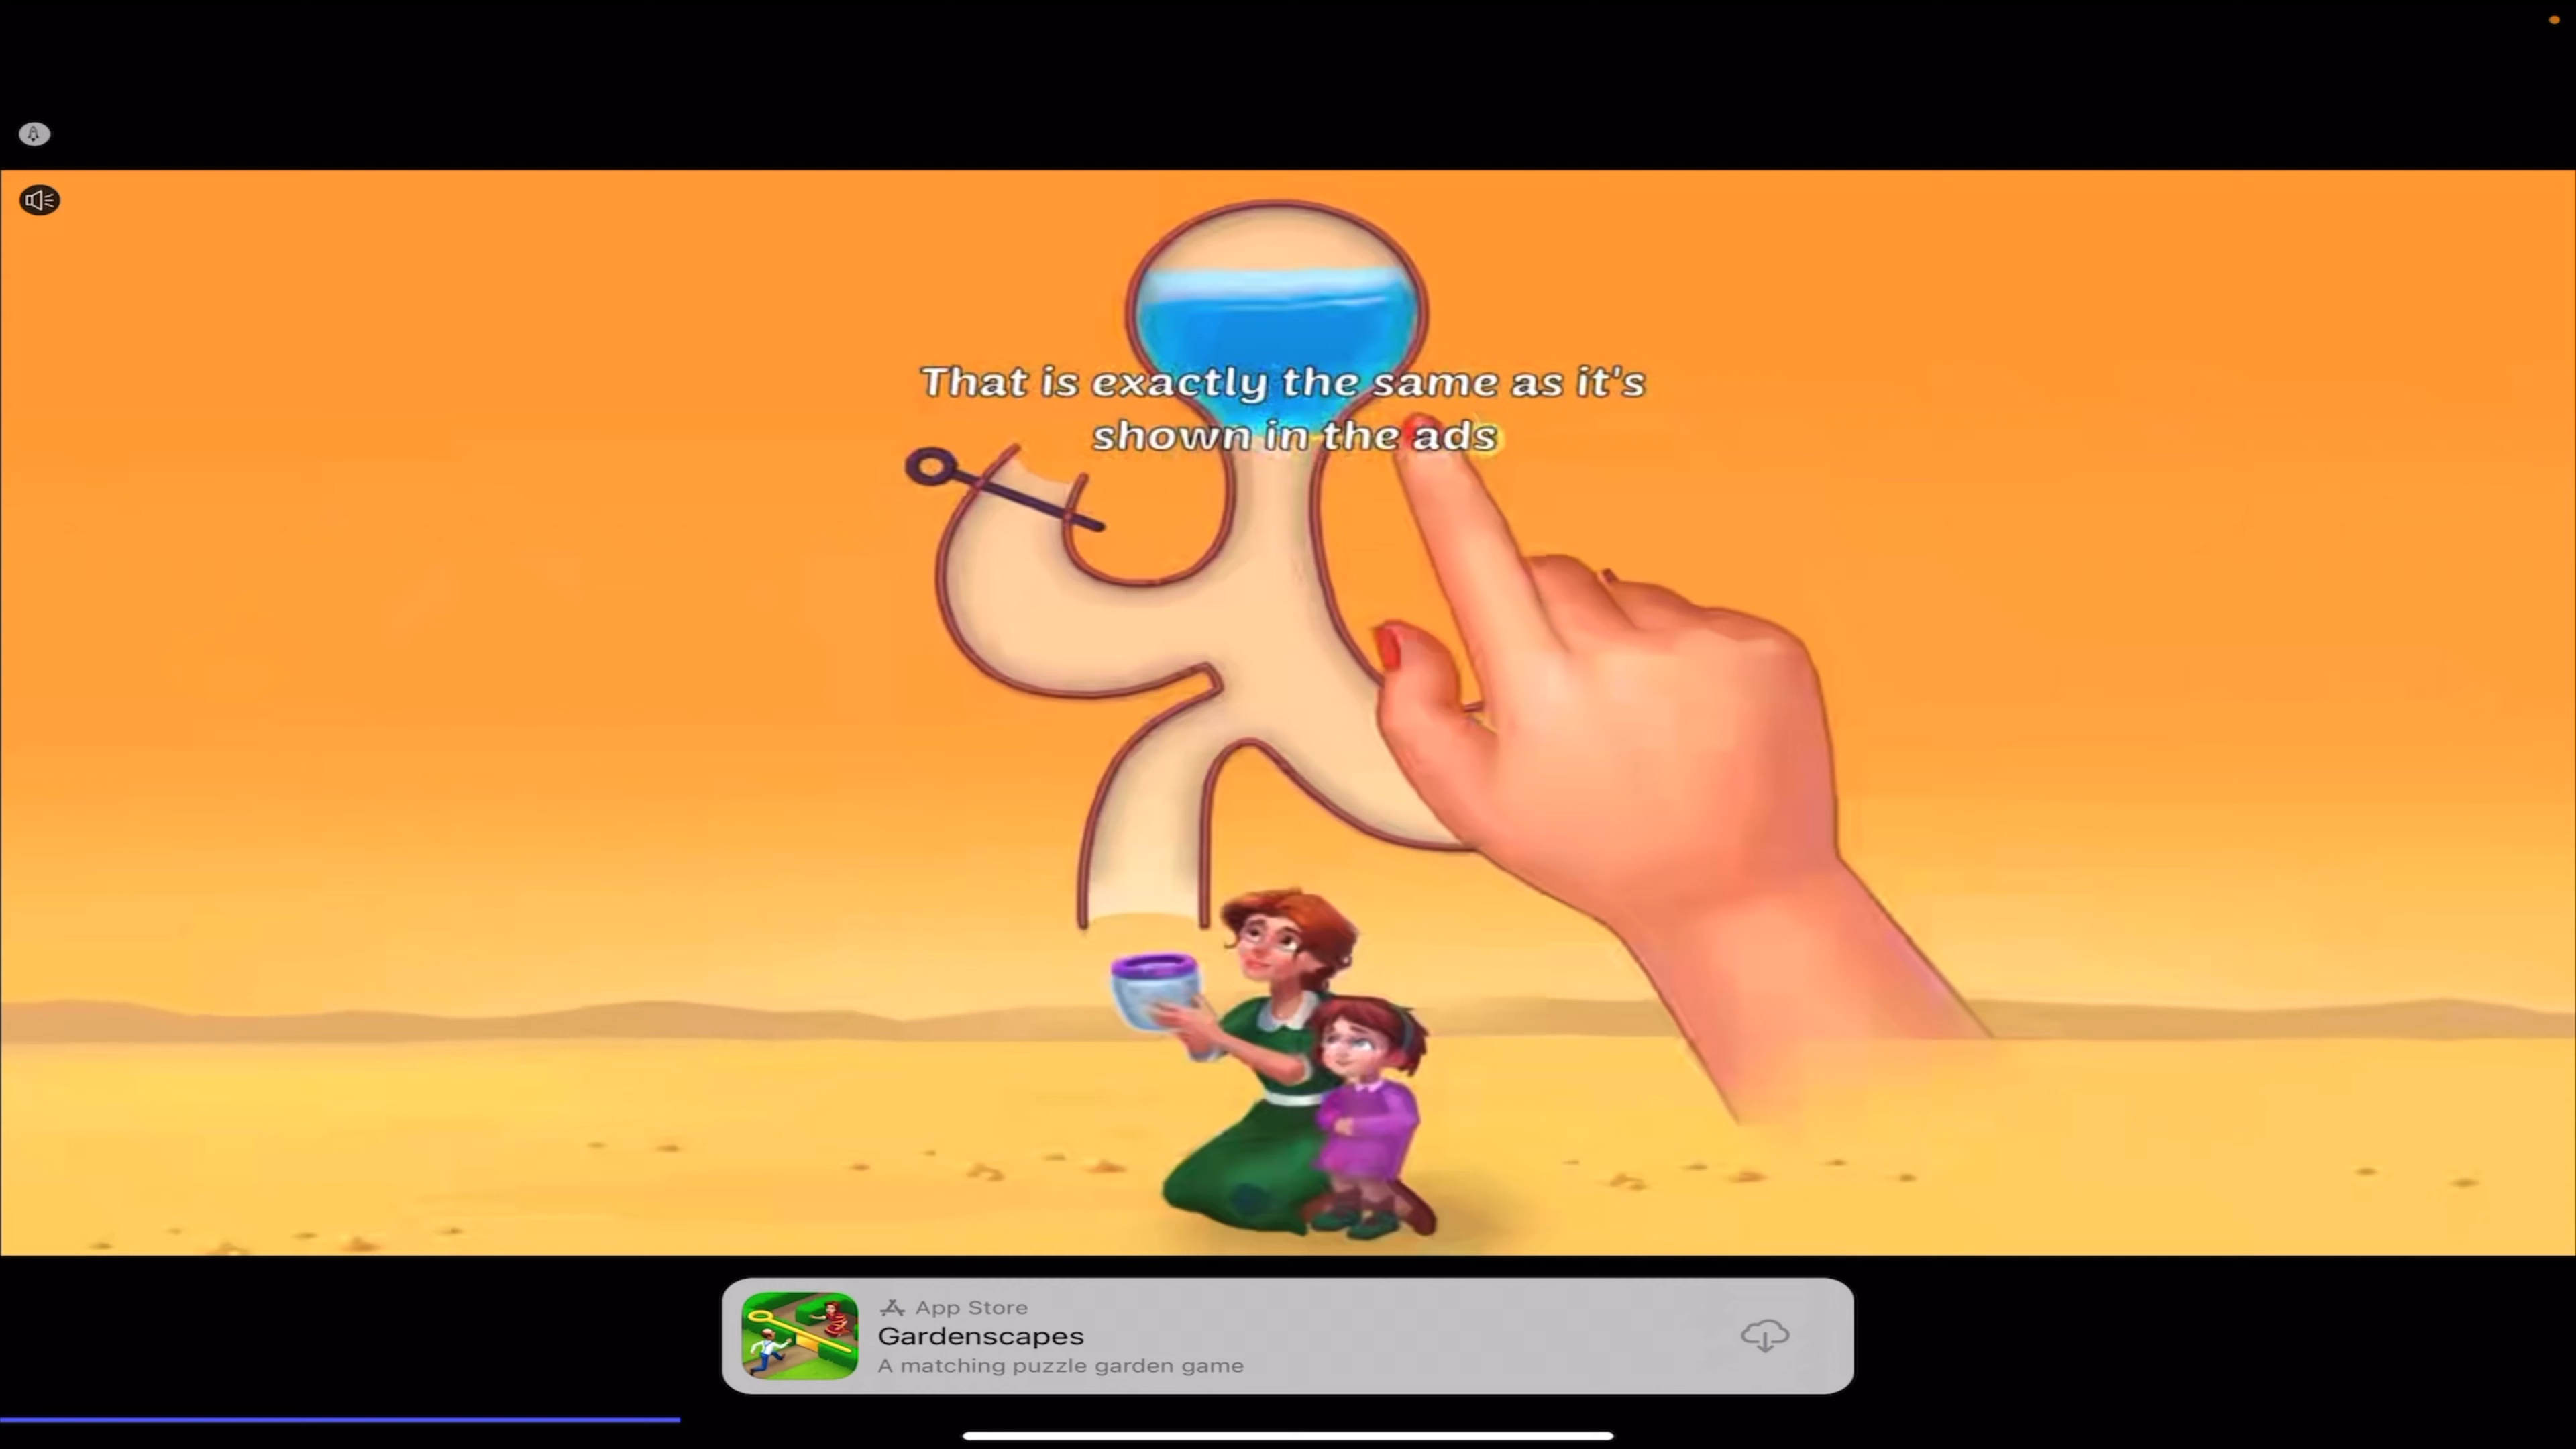 That is exactly the same as it's
shown in the ads
App Store
Gardenscapes
A matching puzzle garden game